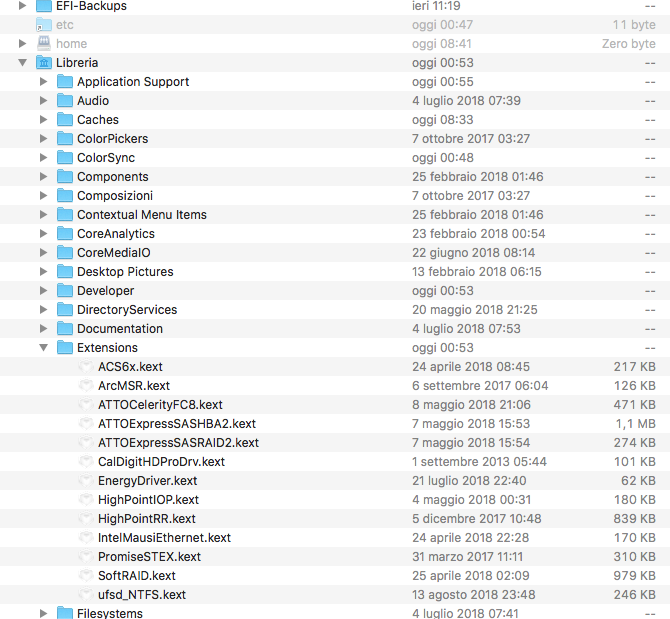 EFI-Backups ieri 11:19 --
etc oggi 00:47 11 byte
home oggi 08:41 Zero byte
Libreria oggi 00:53 --
Application Support oggi 00:55 --
Audio 4 luglio 2018 07:39 --
Caches oggi 08:33 --
ColorPickers 7 ottobre 2017 03:27 --
ColorSync oggi 00:48 --
Components 25 febbraio 2018 01:46 --
Composizioni 7 ottobre 2017 03:27 --
Contextual Menu Items 25 febbraio 2018 01:46 --
CoreAnalytics 23 febbraio 2018 00:54 --
CoreMediaIO 22 giugno 2018 08:14 --
Desktop Pictures 13 febbraio 2018 06:15 --
Developer oggi 00:53 --
DirectoryServices 20 maggio 2018 21:25 --
Documentation 4 luglio 2018 07:53 --
Extensions oggi 00:53 --
ACS6x.kext 24 aprile 2018 08:45 217 KB
ArcMSR.kext 6 settembre 2017 06:04 126 KB
ATTOCelerityFC8.kext 8 maggio 2018 21:06 471 KB
ATTOExpressSASHBA2.kext 7 maggio 2018 15:53 1,1 MB
ATTOExpressSASRAID2.kext 7 maggio 2018 15:54 274 KB
CalDigitHDProDrv.kext 1 settembre 2013 05:44 101 KB
EnergyDriver.kext 21 luglio 2018 22:40 62 KB
HighPointIOP.kext 4 maggio 2018 00:31 180 KB
HighPointRR.kext 5 dicembre 2017 10:48 839 KB
IntelMausiEthernet.kext 24 aprile 2018 22:28 170 KB
PromiseSTEX.kext 31 marzo 2017 11:11 310 KB
SoftRAID.kext 25 aprile 2018 02:09 979 KB
ufsd_NTFS.kext 13 agosto 2018 23:48 246 KB
Filesystems 4 luglio 2018 07:41 --